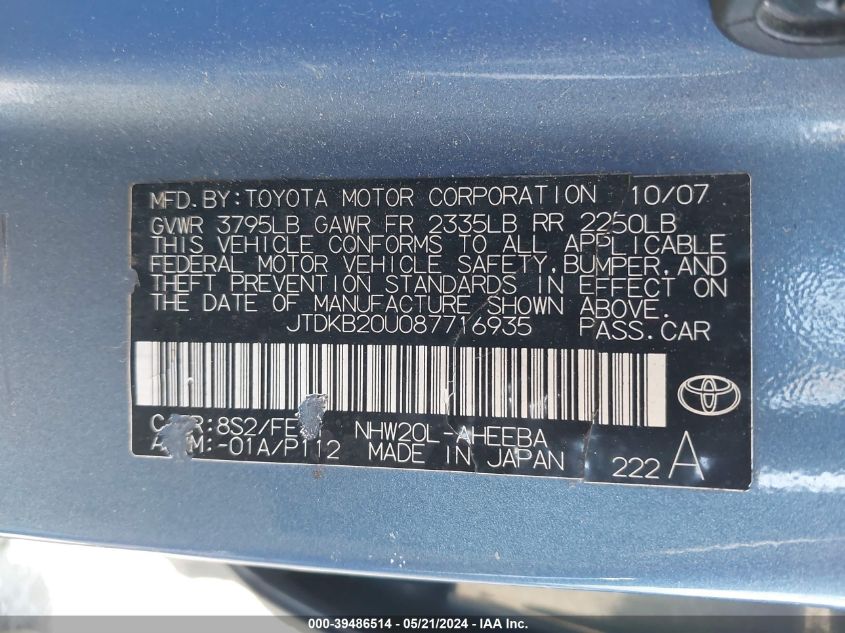 MFD. BY: TOYOTA MOTOR CORPORATION 10/07
GVWR 3795LB GAWR FR 2335LB RR 2250LB
THIS VEHICLE CONFORMS TO ALL APPLICABLE
FEDERAL MOTOR VEHICLE SAFETY, BUMPER, AND
THEFT PREVENTION STANDARDS IN EFFECT ON
THE DATE OF MANUFACTURE SHOWN ABOVE.
JTDKB20U087716935 PASS.CAR
:8S2/FE NHW20L-AHEEBA
-01A/P112 MADE IN JAPAN 222 A
000-39486514 - 05/21/2024 - IAA Inc.